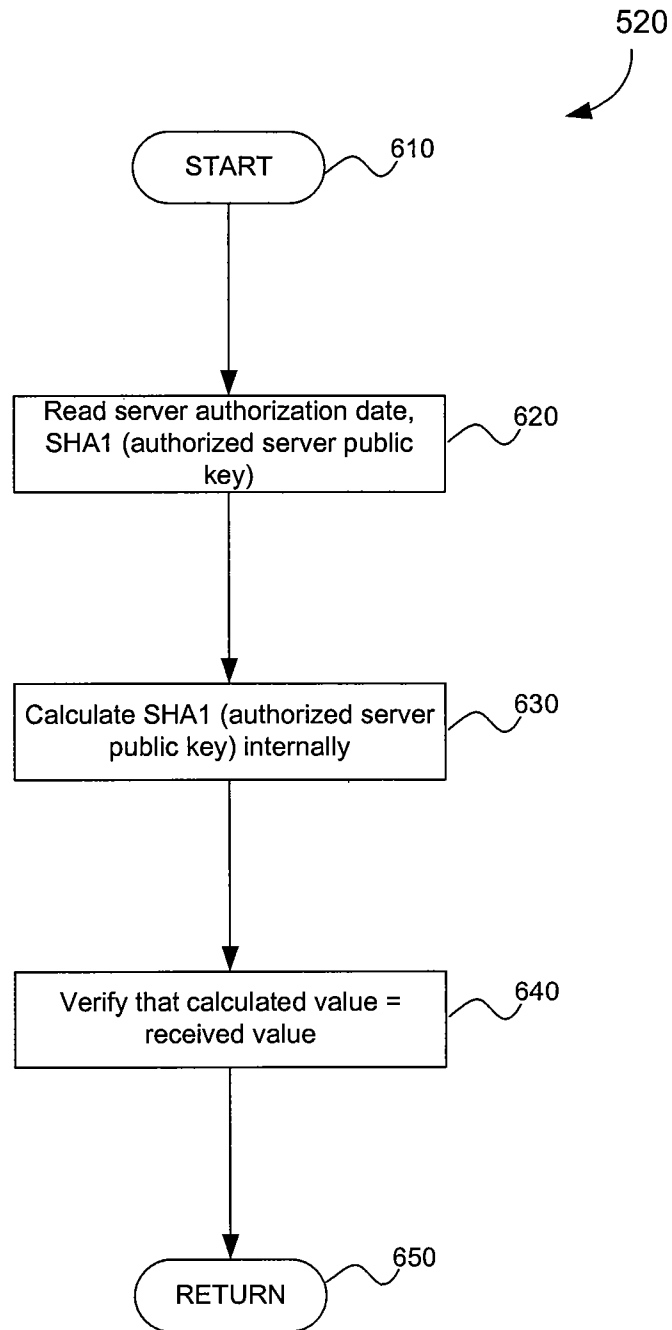 520
START
610
Read server authorization date,
SHA1 (authorized server public
key)
620
Calculate SHA1 (authorized server
public key) internally
630
Verify that calculated value =
received value
640
RETURN
650